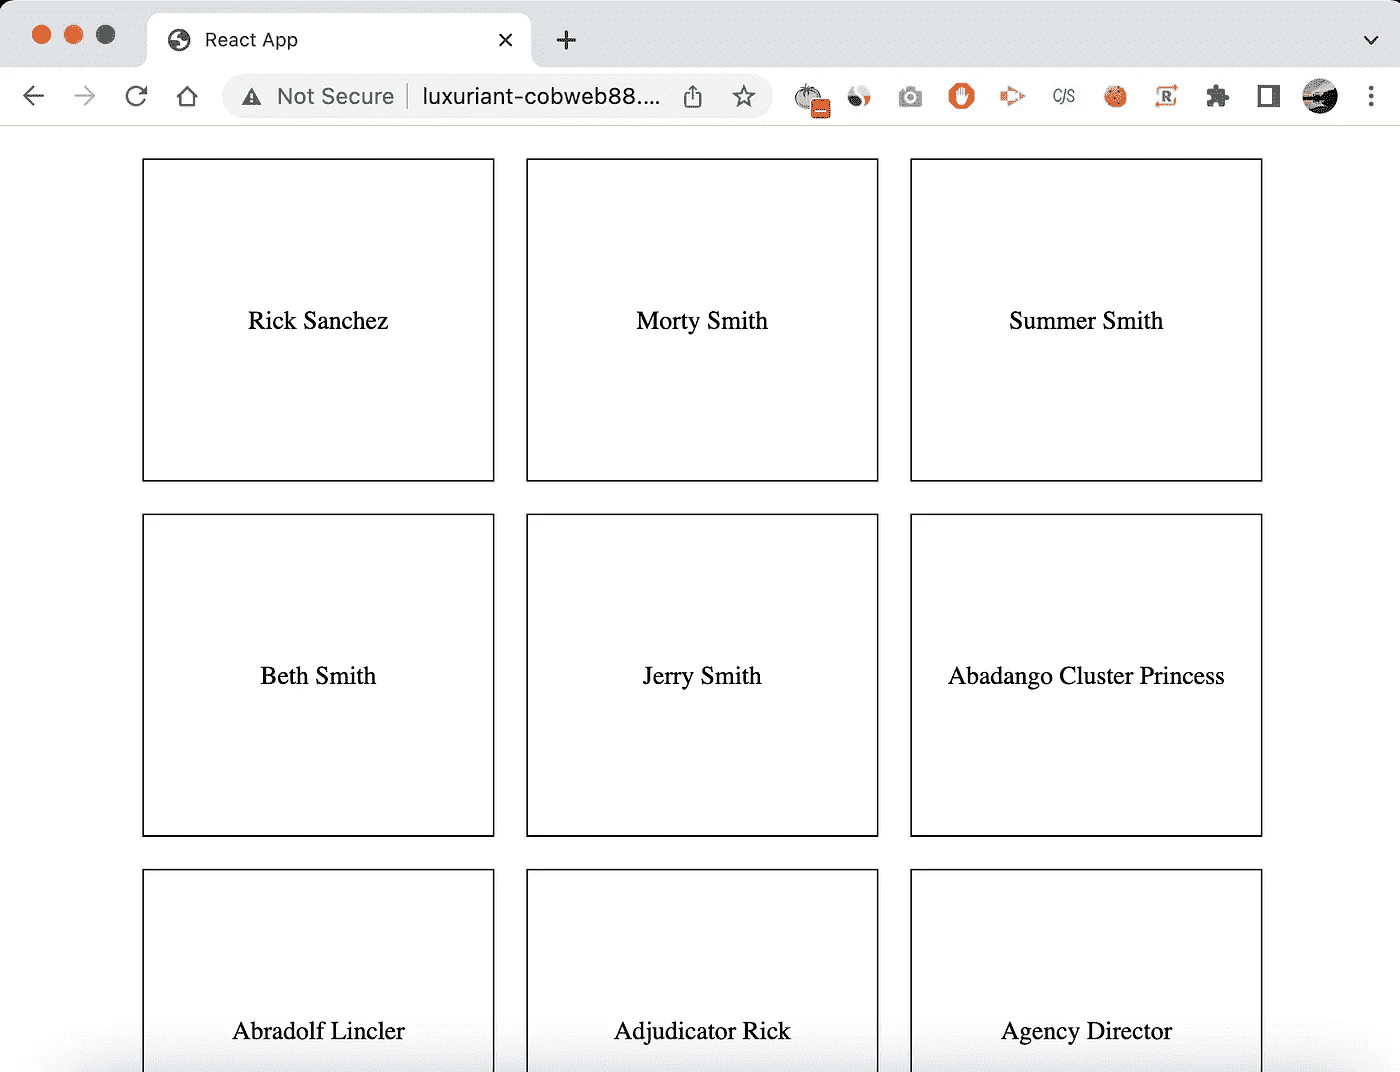 React App
Not Secure
luxuriant-cobweb88....
C/S
R
Rick Sanchez
Morty Smith
Summer Smith
Beth Smith
Jerry Smith
Abadango Cluster Princess
Abradolf Lincler
Adjudicator Rick
Agency Director